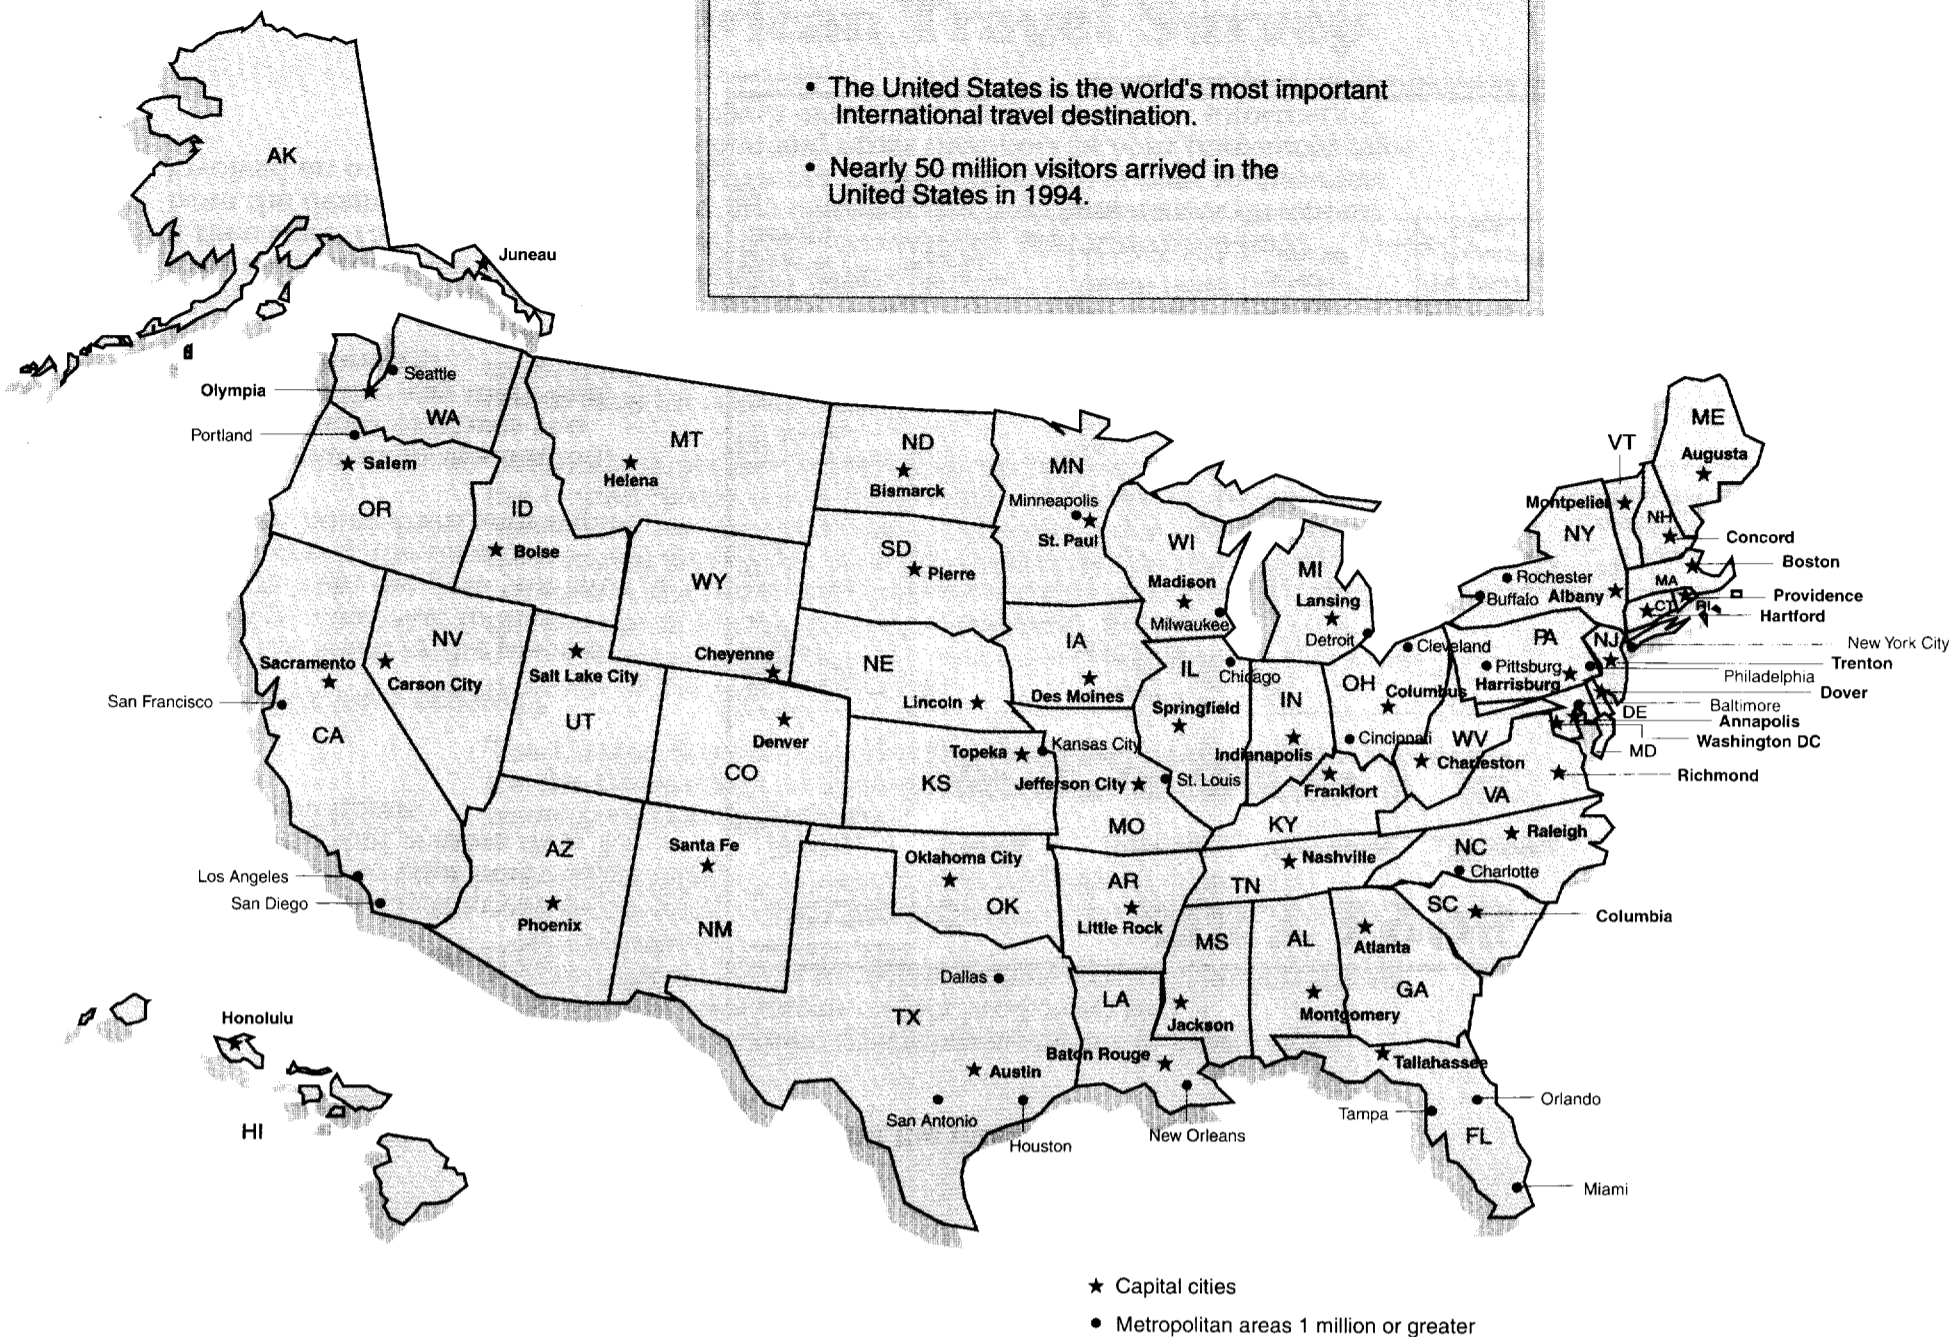 • The United States is the world's most important
International travel destination.
• Nearly 50 million visitors arrived in the
United States in 1994.
AK
Juneau
Seattle
Olympia
WA
Portland
Salem
OR
MT
Helena
ID
Boise
ND
Bismarck
MN
Minneapolis
St. Paul
SD
Pierre
WY
Cheyenne
WI
Madison
Milwaukee
MI
Lansing
Detroit
ME
Augusta
VT
Montpelier
NH
NY
Concord
Boston
Rochester
Buffalo
Albany
MA
CT
RI
Providence
Hartford
New York City
NJ
Trenton
Philadelphia
Dover
Baltimore
DE
Annapolis
Washington DC
MD
PA
Pittsburg
Harrisburg
Cleveland
OH
Columbus
Cincinnati
WV
Charleston
Richmond
VA
NV
Sacramento
Carson City
San Francisco
CA
Salt Lake City
UT
NE
Lincoln
IA
Des Moines
IL
Chicago
Springfield
IN
Indianapolis
Denver
CO
Topeka
Kansas City
KS
Jefferson City
St. Louis
MO
Frankfort
KY
Los Angeles
San Diego
AZ
Phoenix
Santa Fe
NM
Oklahoma City
OK
AR
Little Rock
Nashville
TN
Raleigh
NC
Charlotte
SC
Columbia
MS
Jackson
AL
Montgomery
Atlanta
GA
Dallas
TX
Austin
San Antonio
Houston
LA
Baton Rouge
New Orleans
Tallahassee
Tampa
Orlando
FL
Miami
Honolulu
HI
★ Capital cities
• Metropolitan areas 1 million or greater